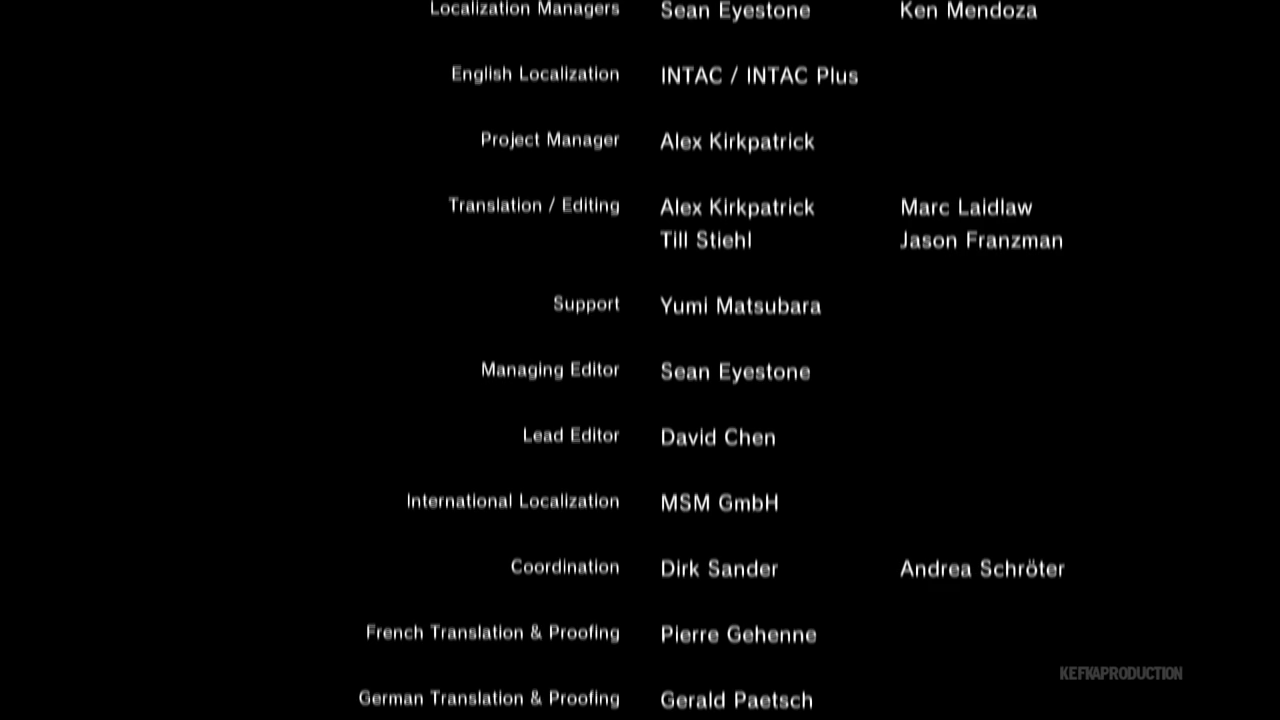 Localization Managers Sean Eyestone Ken Mendoza
English Localization INTAC / INTAC Plus
Project Manager Alex Kirkpatrick
Translation / Editing Alex Kirkpatrick Marc Laidlaw
Till Stiehl Jason Franzman
Support Yumi Matsubara
Managing Editor Sean Eyestone
Lead Editor David Chen
International Localization MSM GmbH
Coordination Dirk Sander Andrea Schröter
French Translation & Proofing Pierre Gehenne
KEFKAPRODUCTION
German Translation & Proofing Gerald Paetsch